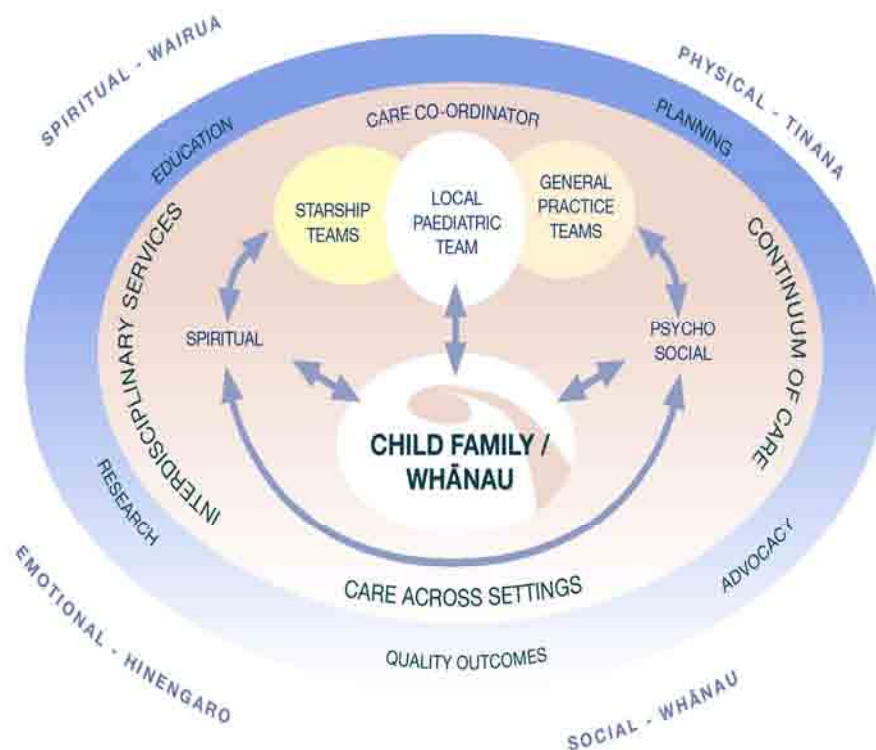 SPIRITUAL - WAIRUA
PHYSICAL - TINANA
EDUCATION
CARE CO-ORDINATOR
PLANNING
STARSHIP
TEAMS
LOCAL
PAEDIATRIC
TEAM
GENERAL
PRACTICE
TEAMS
INTERDISCIPLINARY SERVICES
CONTINUUM OF CARE
SPIRITUAL
PSYCHO
SOCIAL
CHILD FAMILY /
WHĀNAU
RESEARCH
ADVOCACY
CARE ACROSS SETTINGS
QUALITY OUTCOMES
EMOTIONAL - HINENGARO
SOCIAL - WHĀNAU